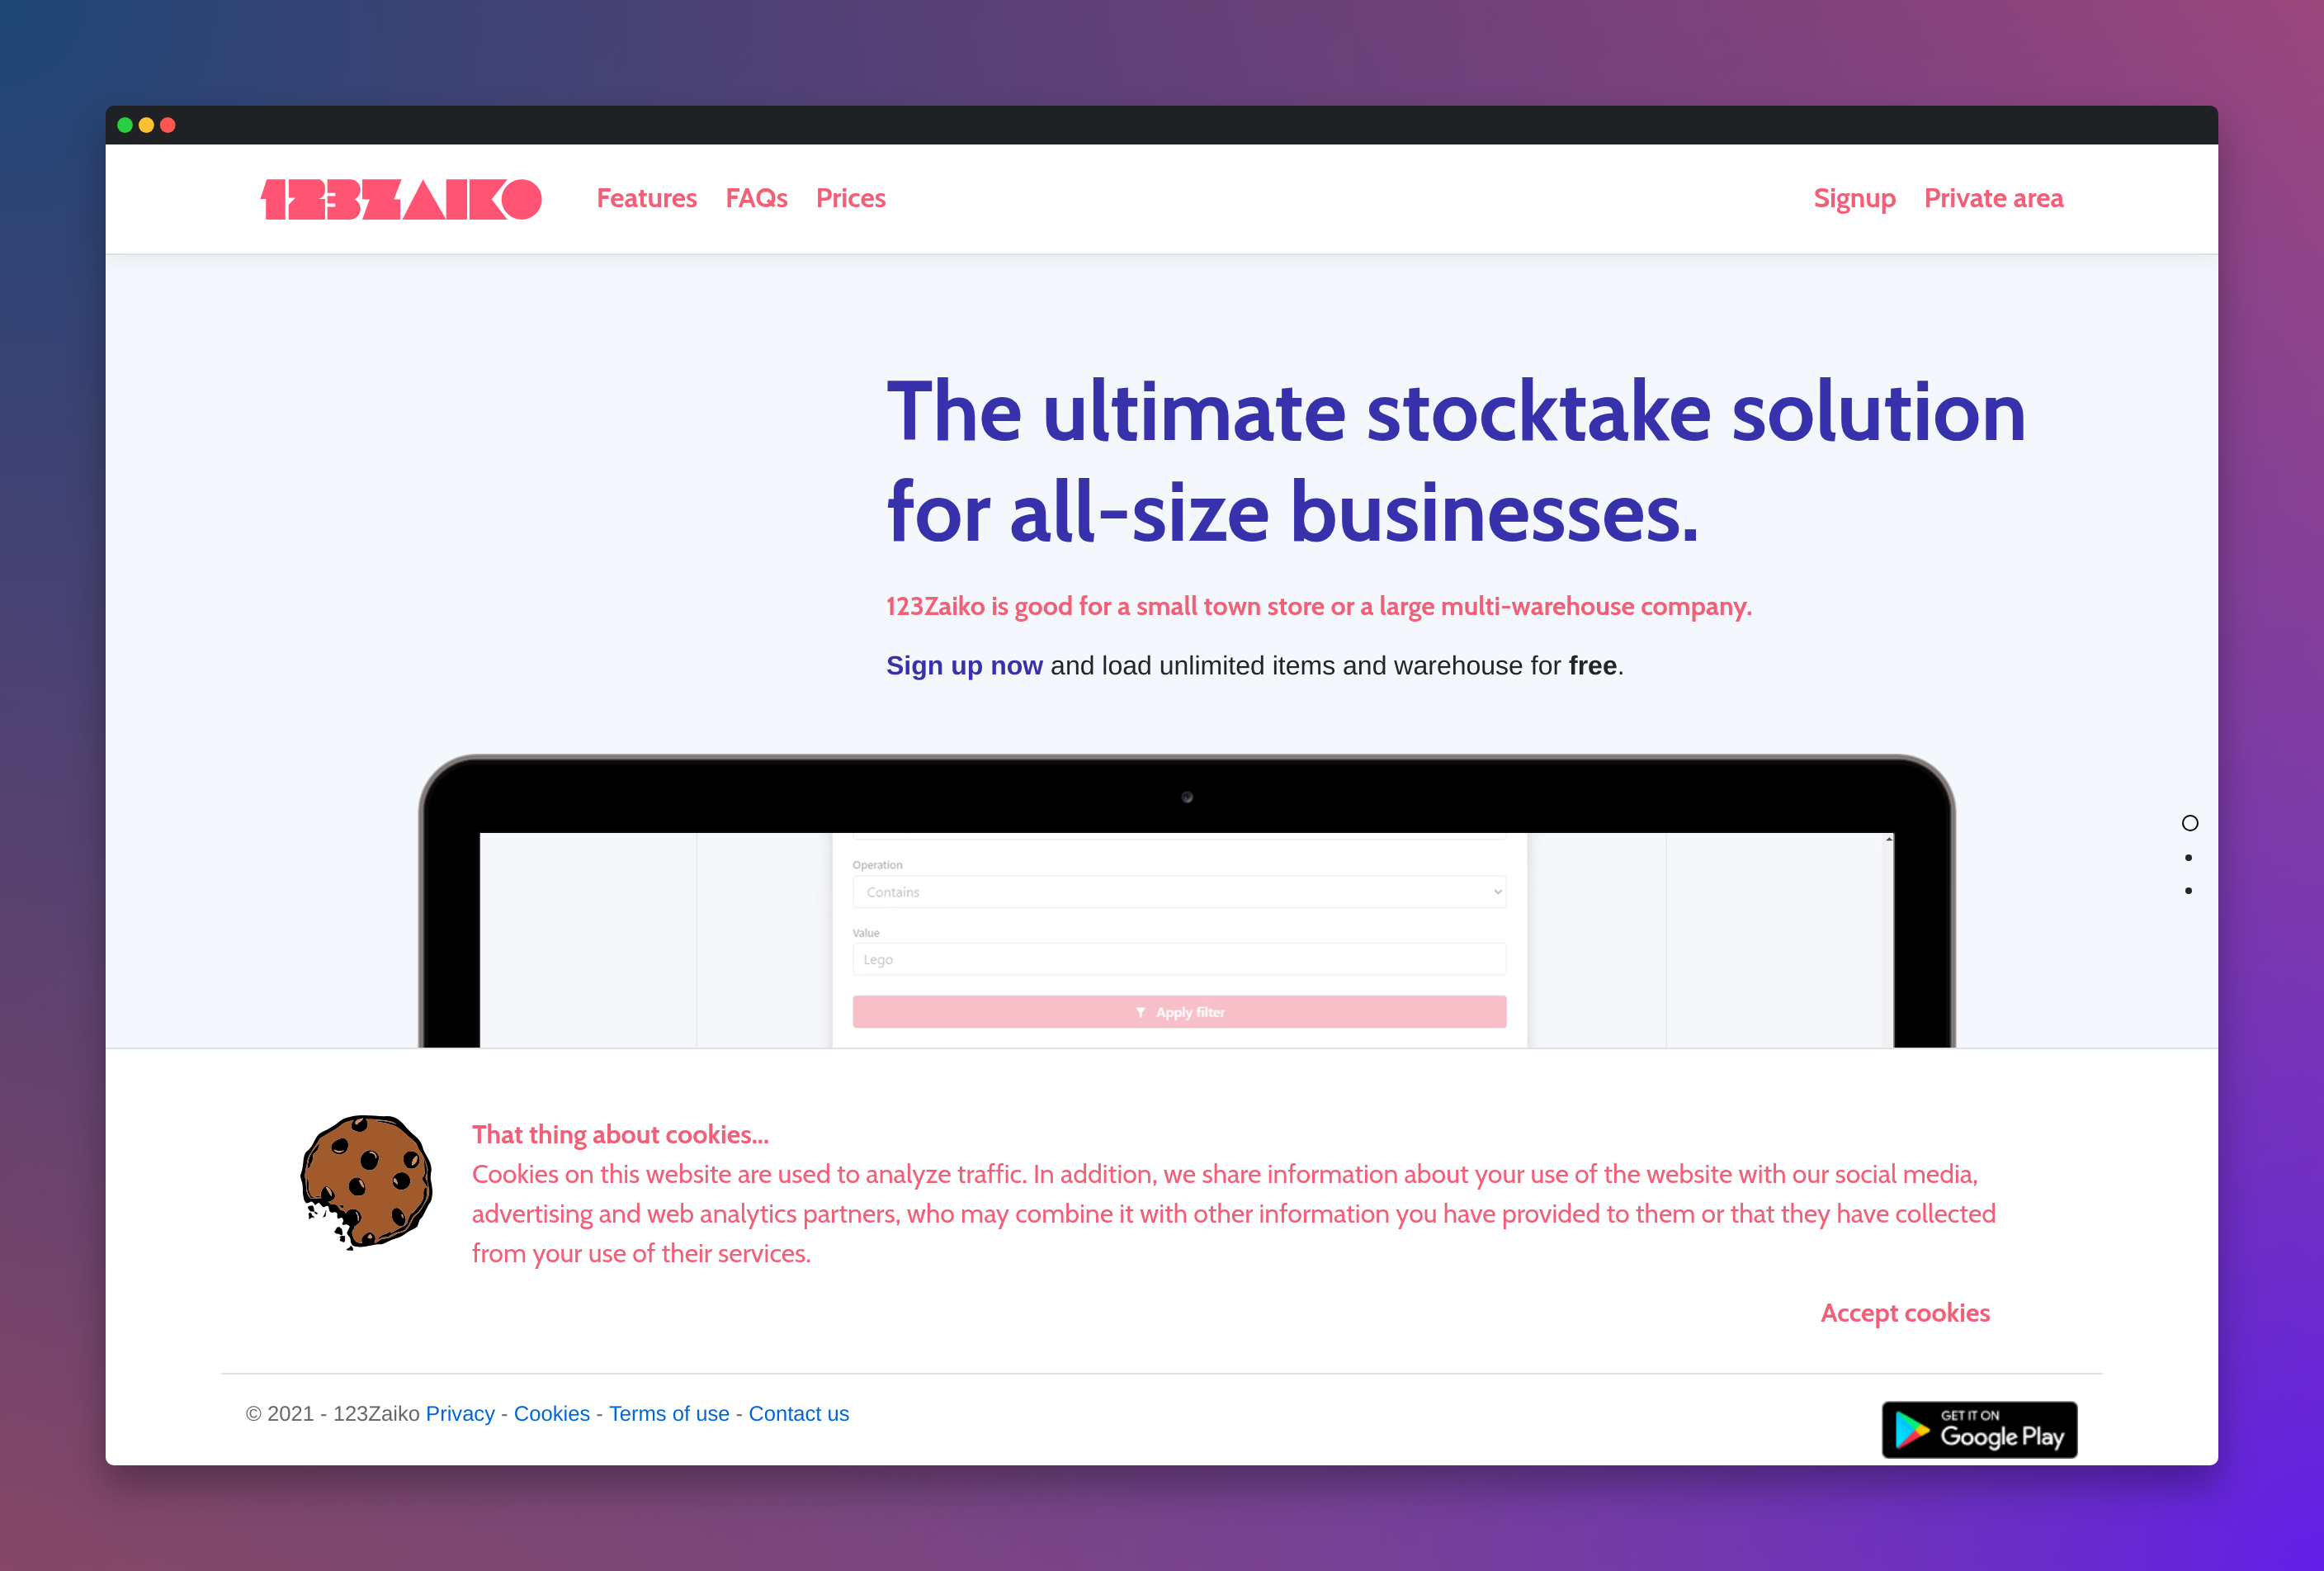 123ZAIKO Features FAQs Prices Signup Private area
The ultimate stocktake solution
for all-size businesses.
123Zaiko is good for a small town store or a large multi-warehouse company.
Sign up now and load unlimited items and warehouse for free.
Operation
Contains
Value
Lego
Apply filter
That thing about cookies...
Cookies on this website are used to analyze traffic. In addition, we share information about your use of the website with our social media,
advertising and web analytics partners, who may combine it with other information you have provided to them or that they have collected
from your use of their services.
Accept cookies
© 2021 - 123Zaiko Privacy - Cookies - Terms of use - Contact us
GET IT ON
Google Play